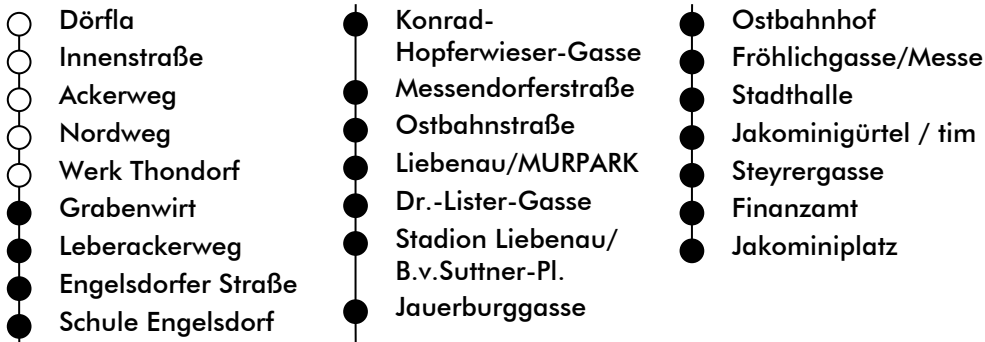 Dörfla
Innenstraße
Ackerweg
Nordweg
Werk Thondorf
Grabenwirt
Leberackerweg
Engelsdorfer Straße
Schule Engelsdorf
Konrad-
Hopferwieser-Gasse
Messendorferstraße
Ostbahnstraße
Liebenau/MURPARK
Dr.-Lister-Gasse
Stadion Liebenau/
B.v.Suttner-Pl.
Jauerburggasse
Ostbahnhof
Fröhlichgasse/Messe
Stadthalle
Jakominigürtel / tim
Steyrergasse
Finanzamt
Jakominiplatz